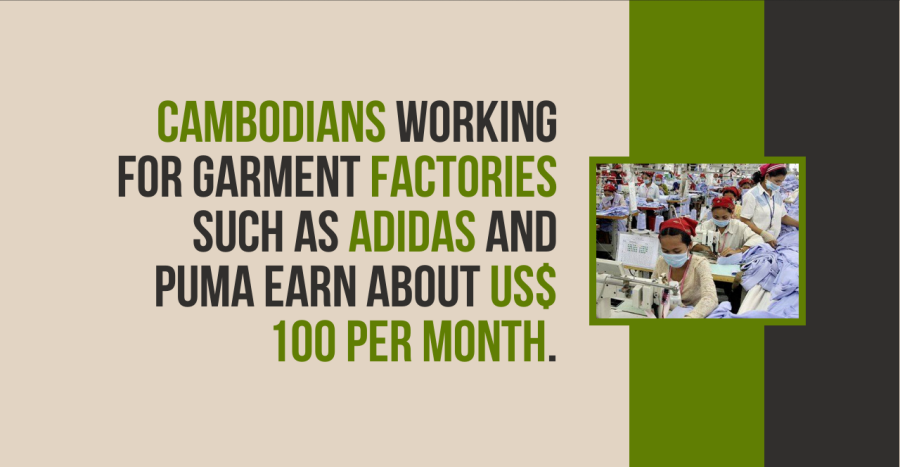 CAMBODIANS WORKING
FOR GARMENT FACTORIES
SUCH AS ADIDAS AND
PUMA EARN ABOUT US$
100 PER MONTH.